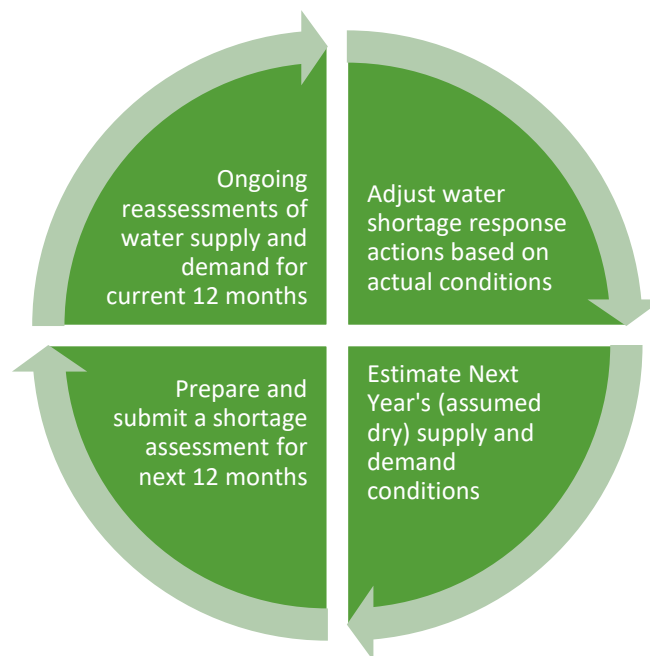 Ongoing
reassessments of
water supply and
demand for
current 12 months
Adjust water
shortage response
actions based on
actual conditions
Prepare and
submit a shortage
assessment for
next 12 months
Estimate Next
Year's (assumed
dry) supply and
demand
conditions